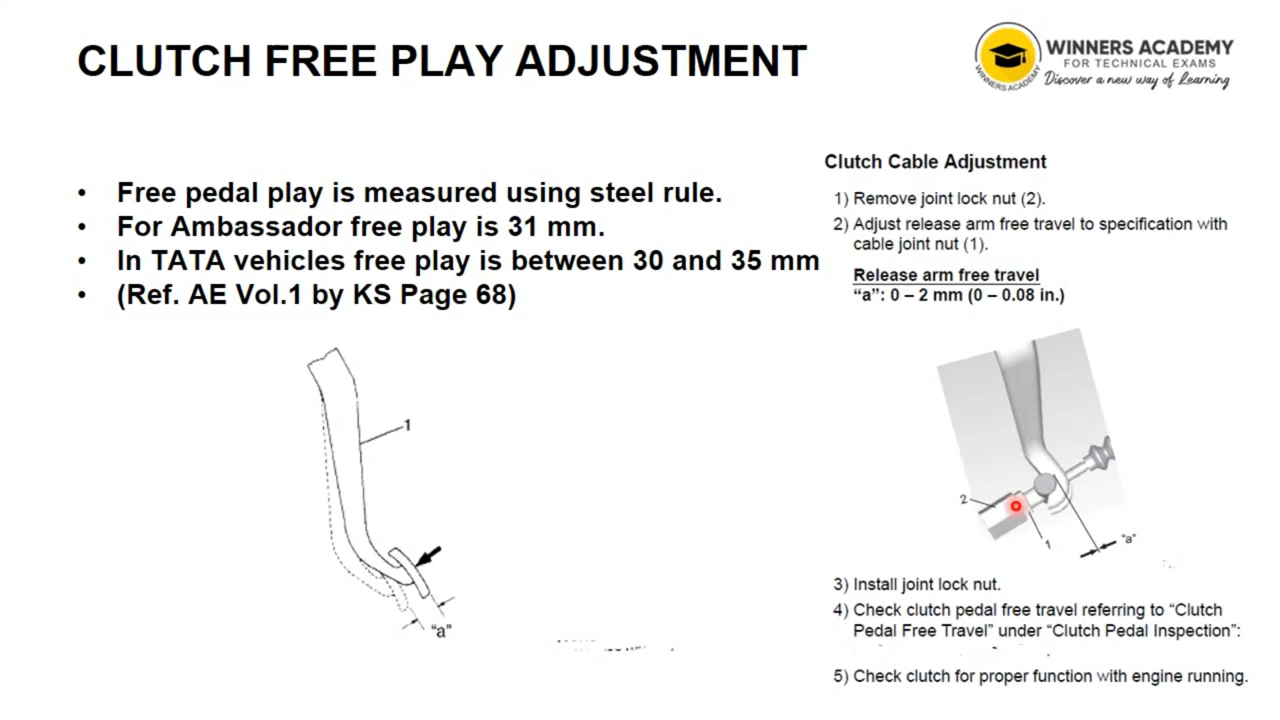 CLUTCH FREE PLAY ADJUSTMENT
WINNERS ACADEMY
FOR TECHNICAL EXAMS
Discover a new way of Learning
WINNERS ACADEMY
• Free pedal play is measured using steel rule.
• For Ambassador free play is 31 mm.
• In TATA vehicles free play is between 30 and 35 mm
• (Ref. AE Vol.1 by KS Page 68)
1
"a"
Clutch Cable Adjustment
1) Remove joint lock nut (2).
2) Adjust release arm free travel to specification with
cable joint nut (1).
Release arm free travel
"a": 0 – 2 mm (0 – 0.08 in.)
2
1
"a"
3) Install joint lock nut.
4) Check clutch pedal free travel referring to "Clutch
Pedal Free Travel" under "Clutch Pedal Inspection":
5) Check clutch for proper function with engine running.